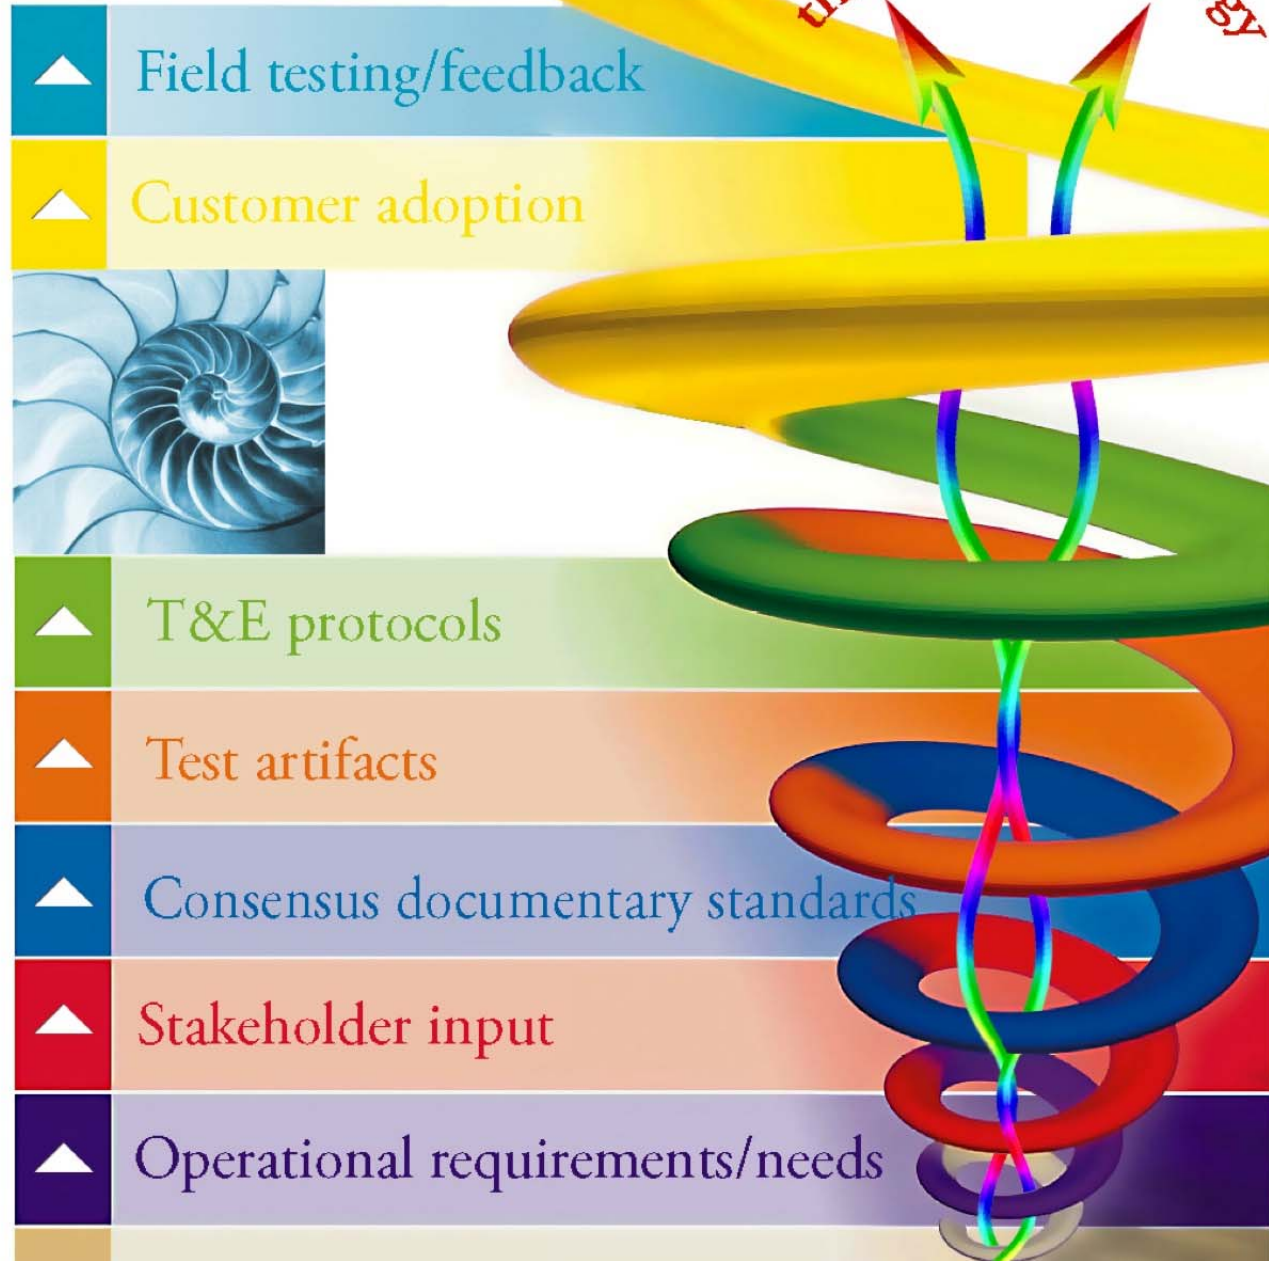 Field testing/feedback
Customer adoption
T&E protocols
Test artifacts
Consensus documentary standards
Stakeholder input
Operational requirements/needs